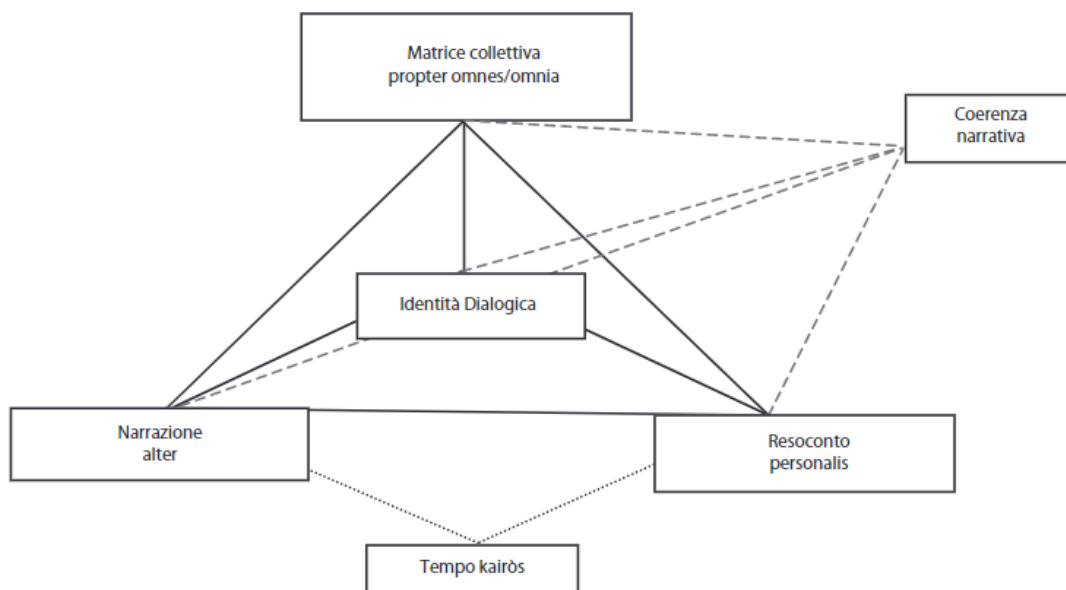 Matrice collettiva
propter omnes/omnia
Coerenza
narrativa
Identità Dialogica
Narrazione
alter
Resoconto
personalis
Tempo kairòs